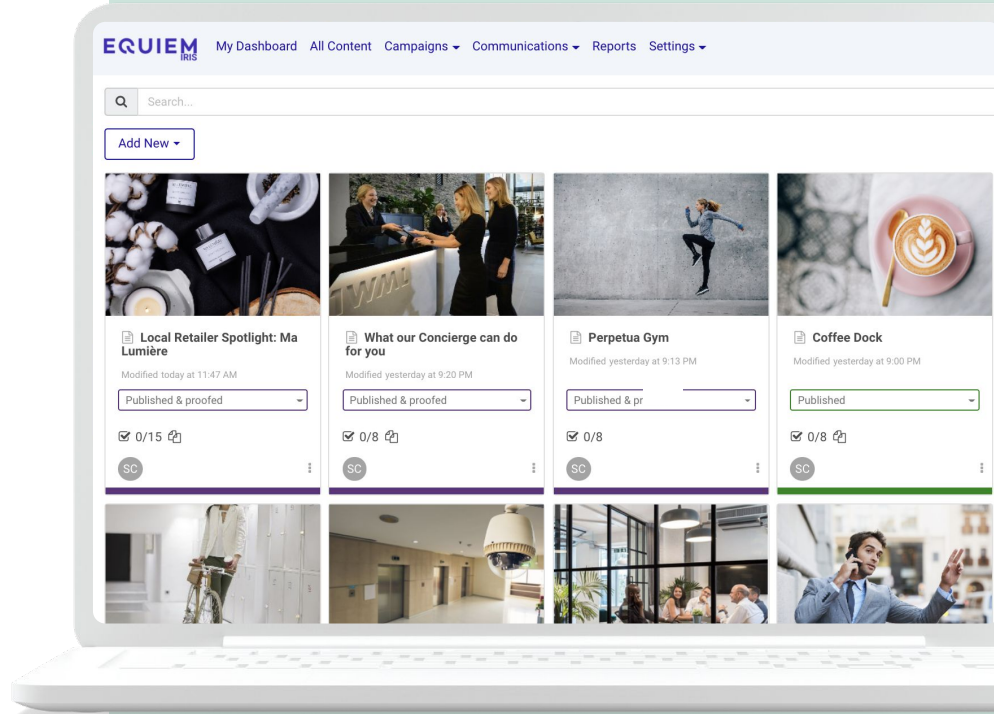 EQUIEM
IRIS
My Dashboard All Content Campaigns Communications Reports Settings
Search...
Add New
Local Retailer Spotlight: Ma
Lumière
Modified today at 11:47 AM
Published & proofed
0/15
SC
What our Concierge can do
for you
Modified yesterday at 9:20 PM
Published & proofed
0/8
SC
Perpetua Gym
Modified yesterday at 9:13 PM
Published & pr
0/8
SC
Coffee Dock
Modified yesterday at 9:00 PM
Published
0/8
SC